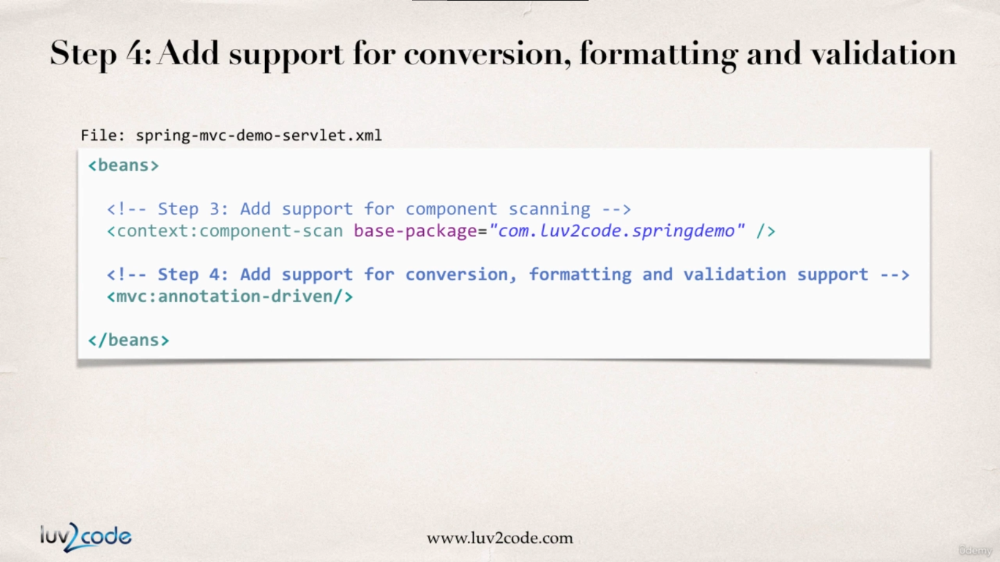 Step 4: Add support for conversion, formatting and validation
File: spring-mvc-demo-servlet.xml
<beans>
<!-- Step 3: Add support for component scanning -->
<context:component-scan base-package="com.luv2code.springdemo" />
<!-- Step 4: Add support for conversion, formatting and validation support -->
<mvc:annotation-driven/>
</beans>
luv2code
www.luv2code.com
ûdemy